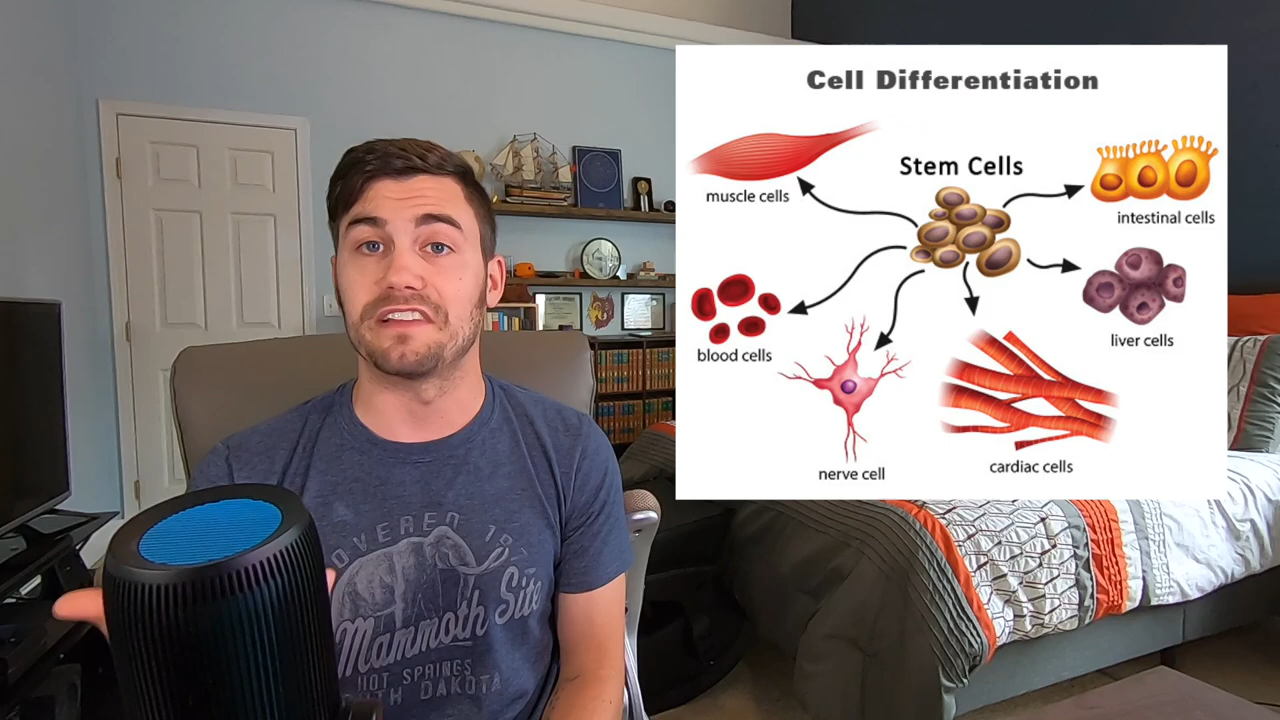 Cell Differentiation
Stem Cells
muscle cells
intestinal cells
blood cells
liver cells
nerve cell
cardiac cells
Mammoth Site
HOT SPRINGS
DAKOTA